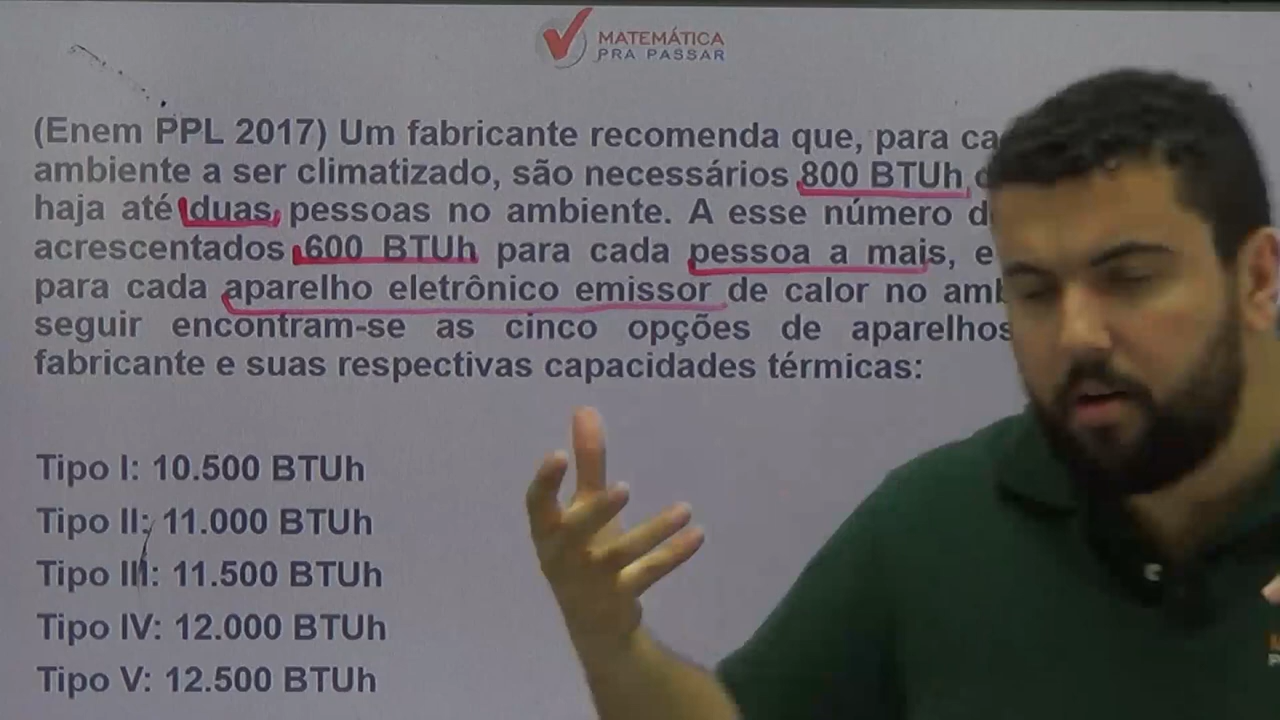 MATEMÁTICA
PRA PASSAR
(Enem PPL 2017) Um fabricante recomenda que, para
ambiente a ser climatizado, são necessários 800 BTUh
haja até duas pessoas no ambiente. A esse número
acrescentados 600 BTUh para cada pessoa a mais, e
para cada aparelho eletrônico emissor de calor no
seguir encontram-se as cinco opções de aparelhos
fabricante e suas respectivas capacidades térmicas:
Tipo I: 10.500 BTUh
Tipo II: 11.000 BTUh
Tipo III: 11.500 BTUh
Tipo IV: 12.000 BTUh
Tipo V: 12.500 BTUh